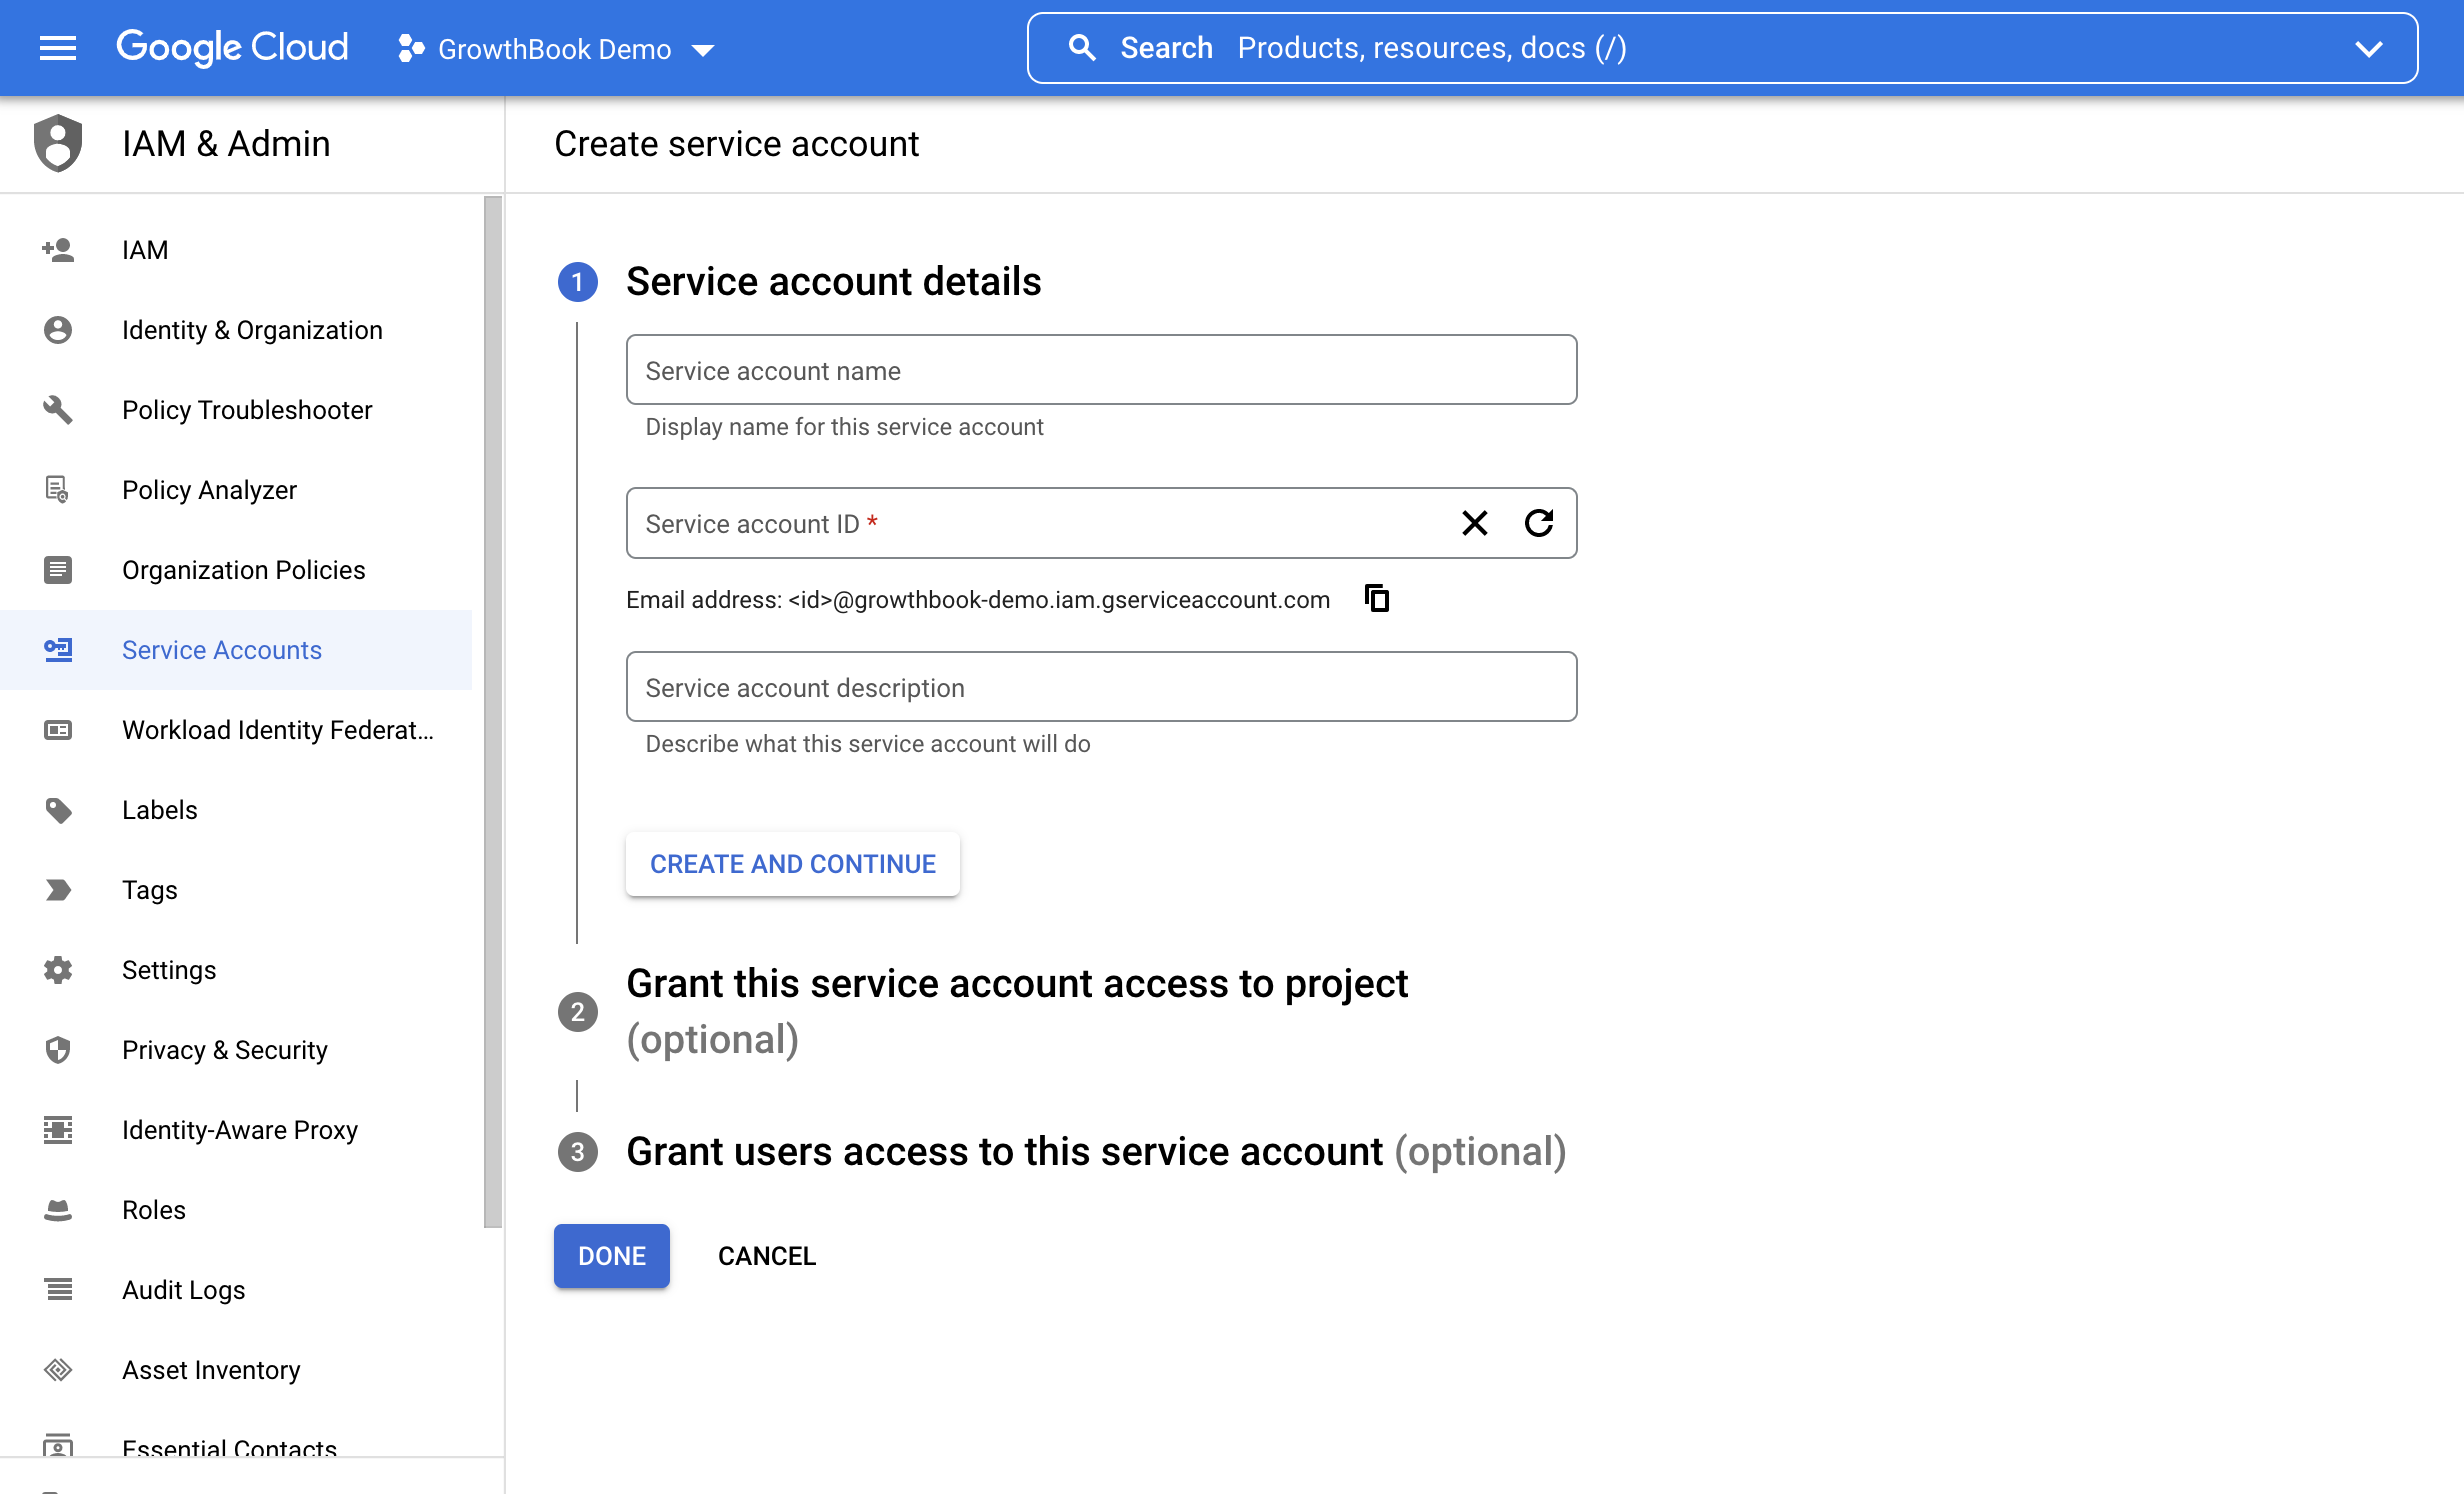 Google Cloud
GrowthBook Demo
Search Products, resources, docs (/)
IAM & Admin
IAM
Identity & Organization
Policy Troubleshooter
Policy Analyzer
Organization Policies
Service Accounts
Workload Identity Federat...
Labels
Tags
Settings
Privacy & Security
Identity-Aware Proxy
Roles
Audit Logs
Asset Inventory
Essential Contacts
Create service account
1 Service account details
Service account name
Display name for this service account
Service account ID *
Email address: <id>@growthbook-demo.iam.gserviceaccount.com
Service account description
Describe what this service account will do
CREATE AND CONTINUE
2 Grant this service account access to project
(optional)
3 Grant users access to this service account (optional)
DONE
CANCEL